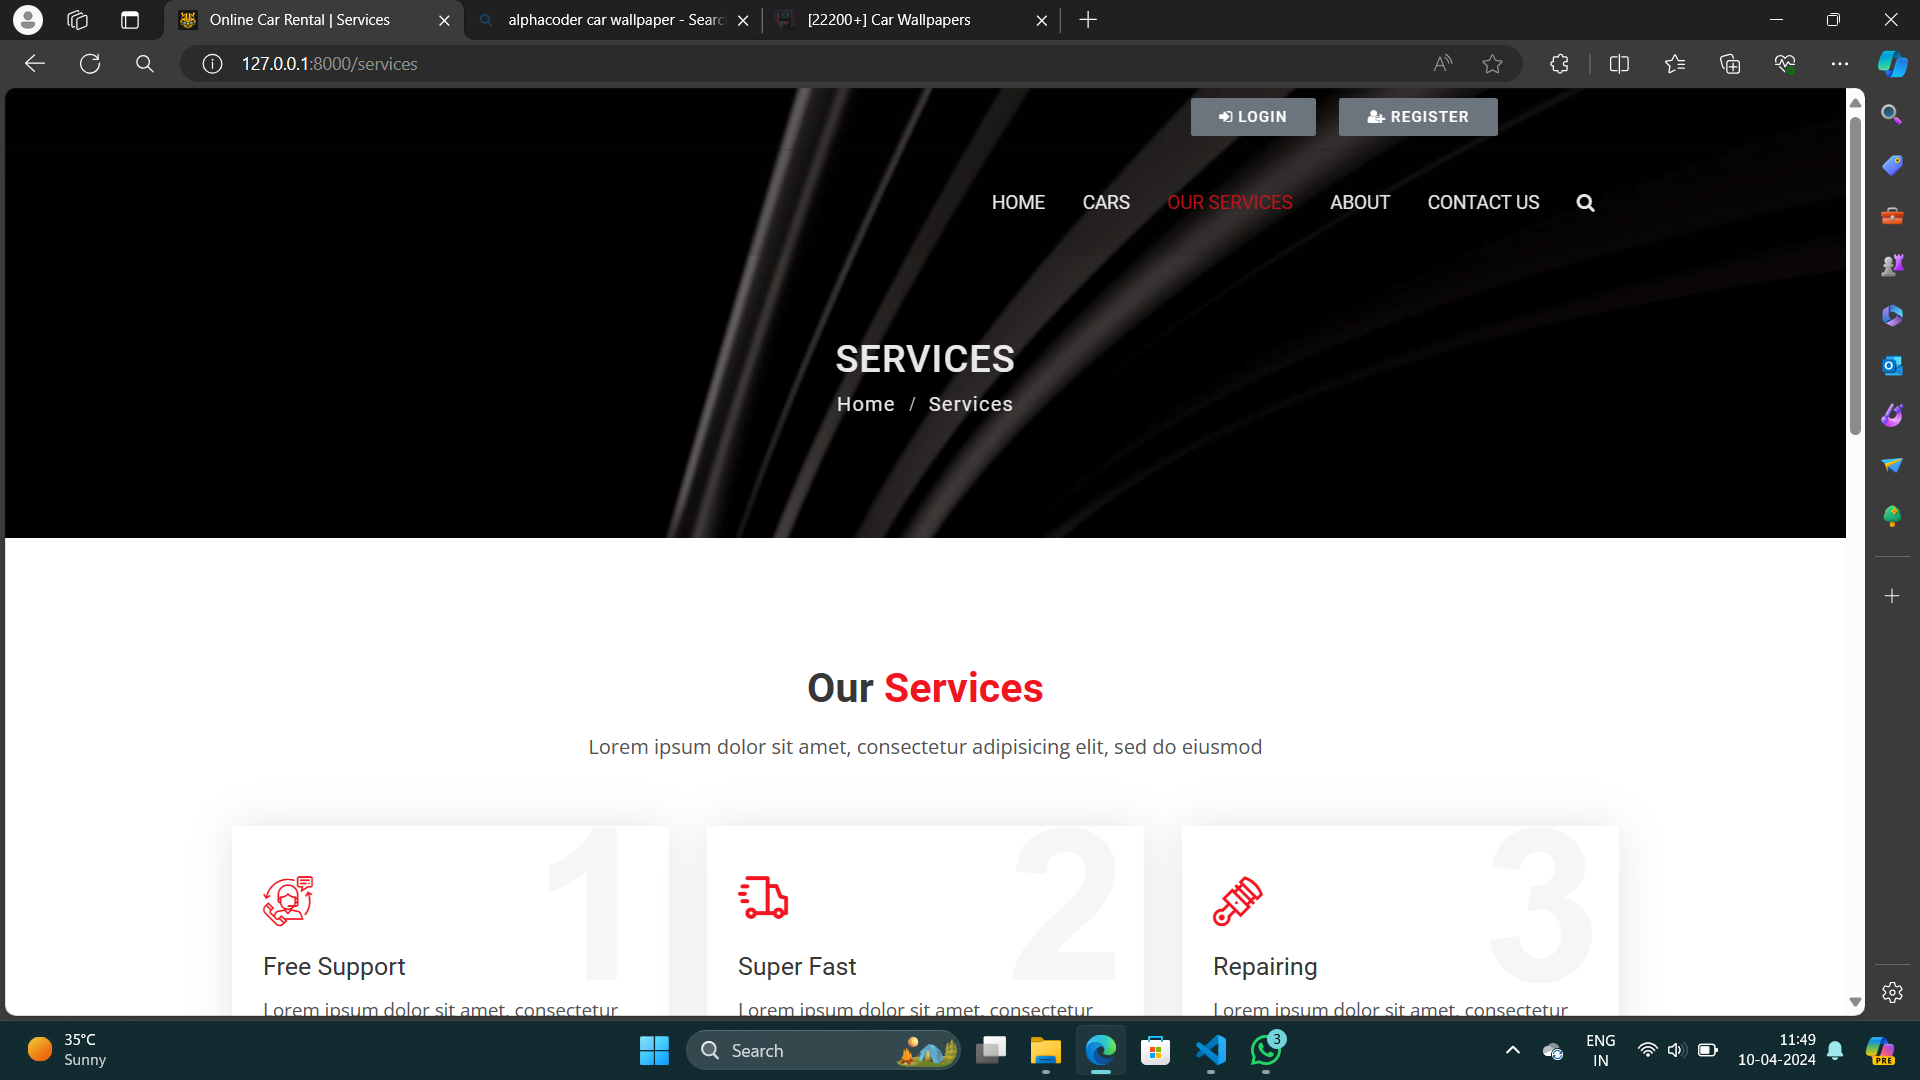 Online Car Rental | Services
alphacoder car wallpaper - Searc
[22200+] Car Wallpapers
127.0.0.1:8000/services
LOGIN
REGISTER
HOME
CARS
OUR SERVICES
ABOUT
CONTACT US
SERVICES
Home / Services
Our Services
Lorem ipsum dolor sit amet, consectetur adipisicing elit, sed do eiusmod
1
2
3
Free Support
Super Fast
Repairing
Lorem ipsum dolor sit amet, consectetur
Lorem ipsum dolor sit amet, consectetur
Lorem ipsum dolor sit amet, consectetur
35°C
Sunny
Search
3
ENG
IN
11:49
10-04-2024
PRE